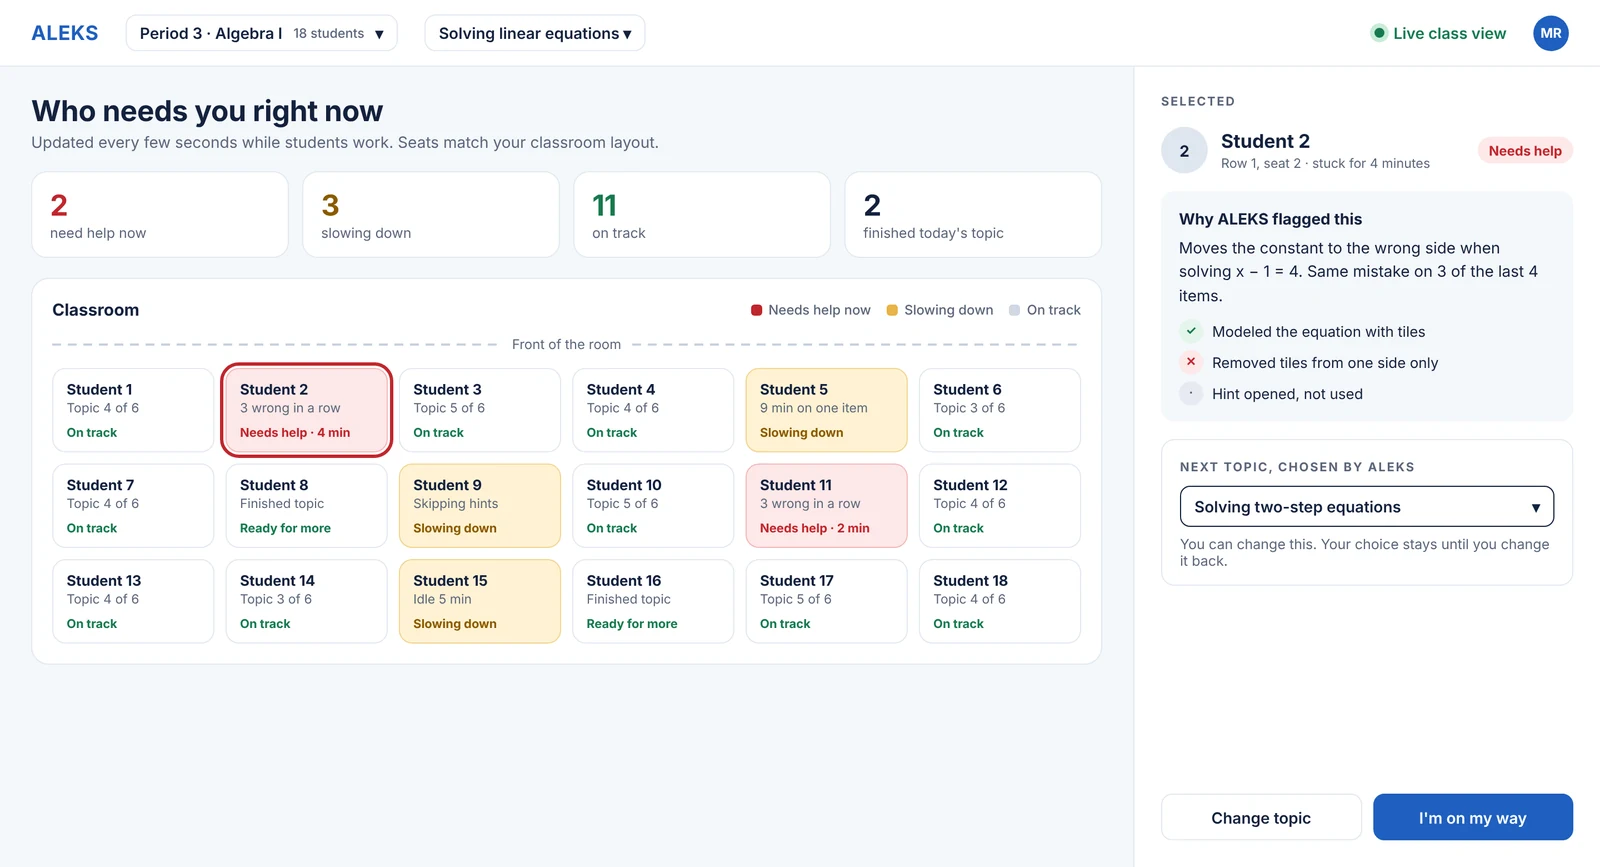 ALEKS
Period 3 · Algebra I 18 students ▾
Solving linear equations ▾
Live class view
MR
Who needs you right now
Updated every few seconds while students work. Seats match your classroom layout.
2
need help now
3
slowing down
11
on track
2
finished today's topic
Classroom
Needs help now
Slowing down
On track
Front of the room
Student 1
Topic 4 of 6
On track
Student 2
3 wrong in a row
Needs help · 4 min
Student 3
Topic 5 of 6
On track
Student 4
Topic 4 of 6
On track
Student 5
9 min on one item
Slowing down
Student 6
Topic 3 of 6
On track
Student 7
Topic 4 of 6
On track
Student 8
Finished topic
Ready for more
Student 9
Skipping hints
Slowing down
Student 10
Topic 5 of 6
On track
Student 11
3 wrong in a row
Needs help · 2 min
Student 12
Topic 4 of 6
On track
Student 13
Topic 4 of 6
On track
Student 14
Topic 3 of 6
On track
Student 15
Idle 5 min
Slowing down
Student 16
Finished topic
Ready for more
Student 17
Topic 5 of 6
On track
Student 18
Topic 4 of 6
On track
SELECTED
2
Student 2
Row 1, seat 2 · stuck for 4 minutes
Needs help
Why ALEKS flagged this
Moves the constant to the wrong side when
solving x − 1 = 4. Same mistake on 3 of the last 4
items.
Modeled the equation with tiles
Removed tiles from one side only
Hint opened, not used
NEXT TOPIC, CHOSEN BY ALEKS
Solving two-step equations ▾
You can change this. Your choice stays until you change
it back.
Change topic
I'm on my way